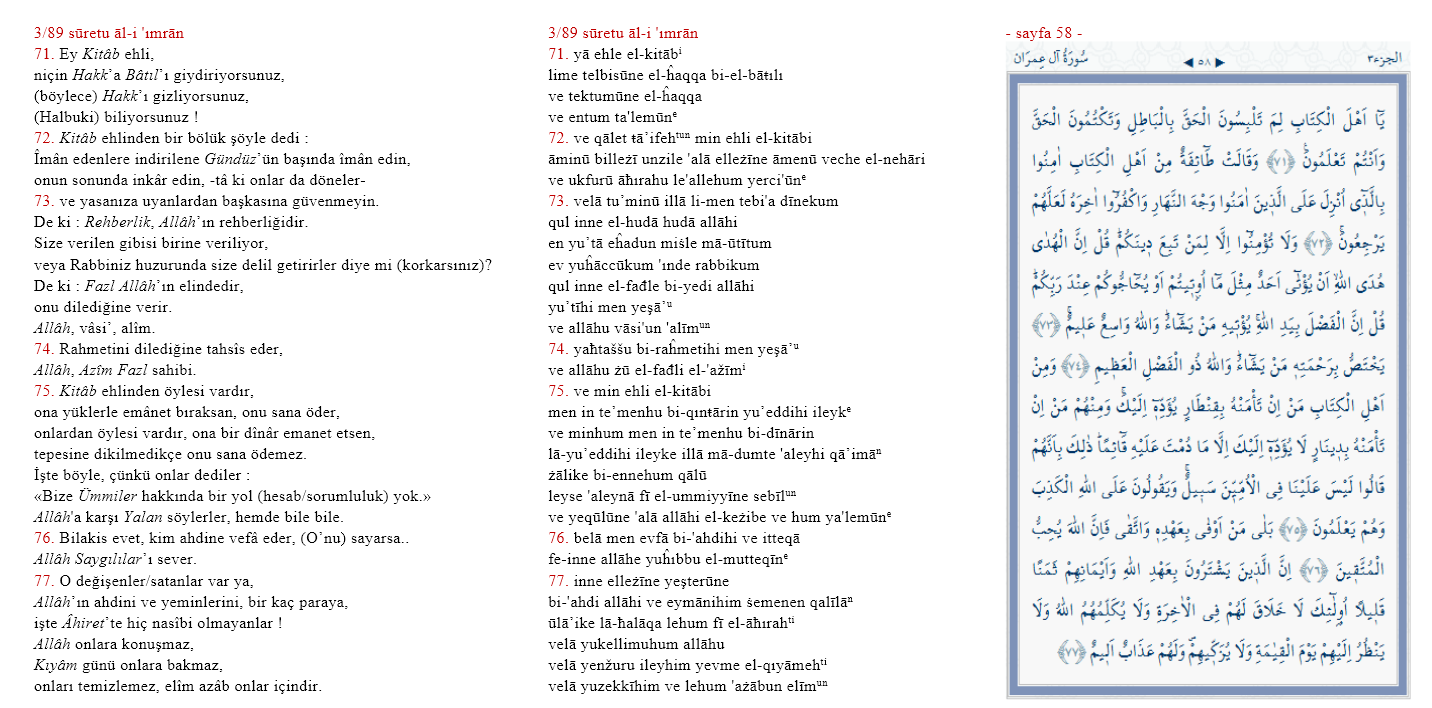 3/89 sūretu āl-i 'ımrān
71. Ey Kitâb ehli,
niçin Hakk’a Bâtıl’ı giydiriyorsunuz,
(böylece) Hakk’ı gizliyorsunuz,
(Halbuki) biliyorsunuz !
72. Kitâb ehlinden bir bölük şöyle dedi :
Îmân edenlere indirilene Gündüz’ün başında îmân edin,
onun sonunda inkâr edin, -tâ ki onlar da döneler-
73. ve yasanıza uyanlardan başkasına güvenmeyin.
De ki : Rehberlik, Allâh’ın rehberliğidir.
Size verilen gibisi birine veriliyor,
veya Rabbiniz huzurunda size delil getirirler diye mi (korkarsınız)?
De ki : Fazl Allâh’ın elindedir,
onu dilediğine verir.
Allâh, vâsi’, alîm.
74. Rahmetini dilediğine tahsîs eder,
Allâh, Azîm Fazl sahibi.
75. Kitâb ehlinden öylesi vardır,
ona yüklerle emânet bıraksan, onu sana öder,
onlardan öylesi vardır, ona bir dînâr emanet etsen,
tepesine dikilmedikçe onu sana ödemez.
İşte böyle, çünkü onlar dediler :
«Bize Ümmiler hakkında bir yol (hesab/sorumluluk) yok.»
Allâh'a karşı Yalan söylerler, hemde bile bile.
76. Bilakis evet, kim ahdine vefâ eder, (O’nu) sayarsa..
Allâh Saygılılar’ı sever.
77. O değişenler/satanlar var ya,
Allâh’ın ahdini ve yeminlerini, bir kaç paraya,
işte Âhiret’te hiç nasîbi olmayanlar !
Allâh onlara konuşmaz,
Kıyâm günü onlara bakmaz,
onları temizlemez, elîm azâb onlar içindir.
3/89 sūretu āl-i 'ımrān
71. yā ehle el-kitābⁱ
lime telbisūne el-ĥaqqa bi-el-bāŧılı
ve tektumūne el-ĥaqqa
ve entum ta'lemūnᵉ
72. ve qālet ŧā’ifehᵗᵘⁿ min ehli el-kitābi
āminū billeżī unzile 'alā elleżīne āmenū veche el-nehāri
ve ukfurū āħırahu le'allehum yerci'ūnᵉ
73. velā tu’minū illā li-men tebi'a dīnekum
qul inne el-hudā hudā allāhi
en yu’tā eĥadun miśle mā-ūtītum
ev yuĥāccūkum 'ınde rabbikum
qul inne el-fađle bi-yedi allāhi
yu’tīhi men yeşā’ᵘ
ve allāhu vāsi'un 'alīmᵘⁿ
74. yaħtaššu bi-raĥmetihi men yeşā’ᵘ
ve allāhu żū el-fađli el-'ažīmⁱ
75. ve min ehli el-kitābi
men in te’menhu bi-qınŧārin yu’eddihi ileykᵉ
ve minhum men in te’menhu bi-dīnārin
lā-yu’eddihi ileyke illā mā-dumte 'aleyhi qā’imāⁿ
żālike bi-ennehum qālū
leyse 'aleynā fī el-ummiyyīne sebīlᵘⁿ
ve yeqūlūne 'alā allāhi el-keżibe ve hum ya'lemūnᵉ
76. belā men evfā bi-'ahdihi ve itteqā
fe-inne allāhe yuĥıbbu el-mutteqīnᵉ
77. inne elleżīne yeşterūne
bi-'ahdi allāhi ve eymānihim śemenen qalīlāⁿ
ūlā’ike lā-ħalāqa lehum fī el-āħırahᵗⁱ
velā yukellimuhum allāhu
velā yenžuru ileyhim yevme el-qıyāmehᵗⁱ
velā yuzekkīhim ve lehum 'ażābun elīmᵘⁿ
- sayfa 58 -
الجزء٣ ◀ ٥٨ ▶ سُورَةُ آل عِمرَان
يَٓا اَهْلَ الْكِتَابِ لِمَ تَلْبِسُونَ الْحَقَّ بِالْبَاطِلِ وَتَكْتُمُونَ الْحَقَّ
وَاَنْتُمْ تَعْلَمُونَۚ ﴿٧١﴾ وَقَالَتْ طَٓائِفَةٌ مِنْ اَهْلِ الْكِتَابِ اٰمِنُوا
بِالَّذ۪ٓي اُنْزِلَ عَلَى الَّذ۪ينَ اٰمَنُوا وَجْهَ النَّهَارِ وَاكْفُرُٓوا اٰخِرَهُ لَعَلَّهُمْ
يَرْجِعُونَۚ ﴿٧٢﴾ وَلَا تُؤْمِنُٓوا اِلَّا لِمَنْ تَبِعَ د۪ينَكُمْۜ قُلْ اِنَّ الْهُدٰى
هُدَى اللّٰهِۙ اَنْ يُؤْتٰٓى اَحَدٌ مِثْلَ مَٓا اُو۫ت۪يتُمْ اَوْ يُحَٓاجُّوكُمْ عِنْدَ رَبِّكُمْۜ
قُلْ اِنَّ الْفَضْلَ بِيَدِ اللّٰهِۚ يُؤْت۪يهِ مَنْ يَشَٓاءُۜ وَاللّٰهُ وَاسِعٌ عَل۪يمٌۚ ﴿٧٣﴾
يَخْتَصُّ بِرَحْمَتِه۪ مَنْ يَشَٓاءُۜ وَاللّٰهُ ذُو الْفَضْلِ الْعَظ۪يمِ ﴿٧٤﴾ وَمِنْ
اَهْلِ الْكِتَابِ مَنْ اِنْ تَأْمَنْهُ بِقِنْطَارٍ يُؤَدِّه۪ٓ اِلَيْكَۚ وَمِنْهُمْ مَنْ اِنْ
تَأْمَنْهُ بِد۪ينَارٍ لَا يُؤَدِّه۪ٓ اِلَيْكَ اِلَّا مَا دُمْتَ عَلَيْهِ قَٓائِمًاۜ ذٰلِكَ بِاَنَّهُمْ
قَالُوا لَيْسَ عَلَيْنَا فِي الْاُمِّيّ۪نَ سَب۪يلٌۚ وَيَقُولُونَ عَلَى اللّٰهِ الْكَذِبَ
وَهُمْ يَعْلَمُونَ ﴿٧٥﴾ بَلٰى مَنْ اَوْفٰى بِعَهْدِه۪ وَاتَّقٰى فَاِنَّ اللّٰهَ يُحِبُّ
الْمُتَّق۪ينَ ﴿٧٦﴾ اِنَّ الَّذ۪ينَ يَشْتَرُونَ بِعَهْدِ اللّٰهِ وَاَيْمَانِهِمْ ثَمَنًا
قَل۪يلًا اُو۬لٰٓئِكَ لَا خَلَاقَ لَهُمْ فِي الْاٰخِرَةِ وَلَا يُكَلِّمُهُمُ اللّٰهُ وَلَا
يَنْظُرُ اِلَيْهِمْ يَوْمَ الْقِيٰمَةِ وَلَا يُزَكّ۪يهِمْۖ وَلَهُمْ عَذَابٌ اَل۪يمٌ ﴿٧٧﴾